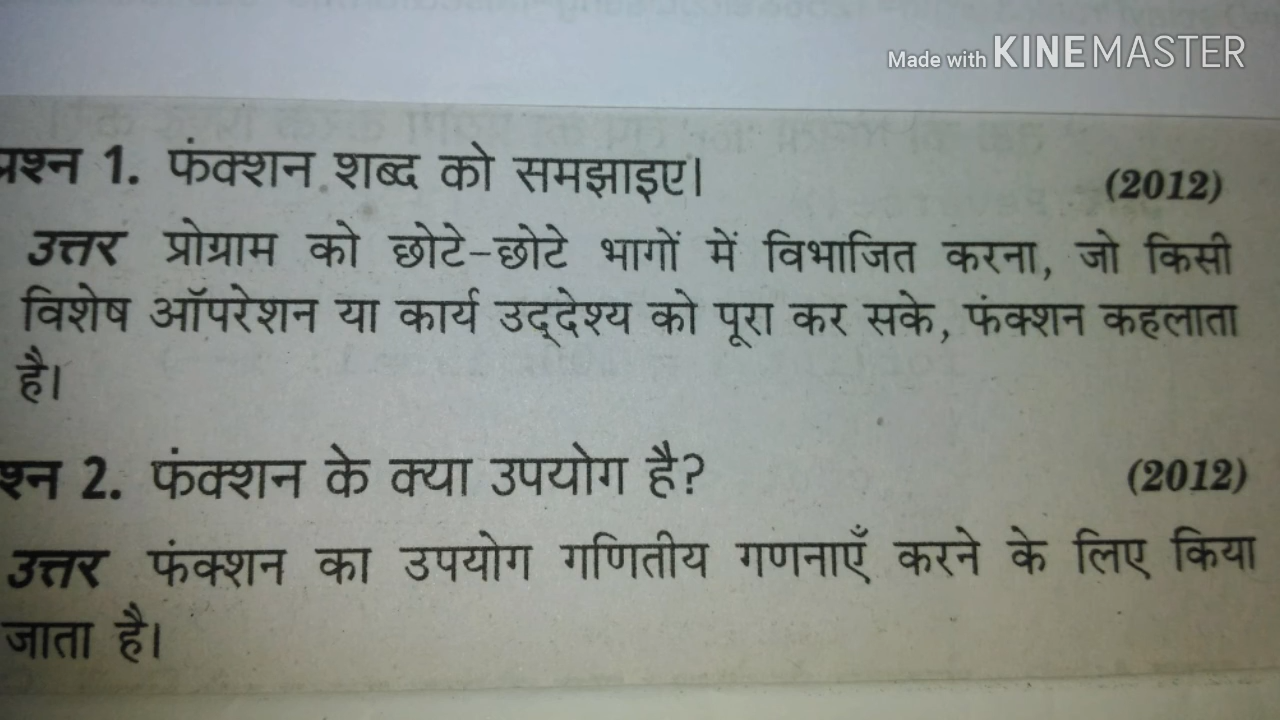 Made with KINEMASTER
प्रश्न 1. फंक्शन शब्द को समझाइए। (2012)
उत्तर प्रोग्राम को छोटे-छोटे भागों में विभाजित करना, जो किसी
विशेष ऑपरेशन या कार्य उद्देश्य को पूरा कर सके, फंक्शन कहलाता
है।
श्न 2. फंक्शन के क्या उपयोग है? (2012)
उत्तर फंक्शन का उपयोग गणितीय गणनाएँ करने के लिए किया
जाता है।